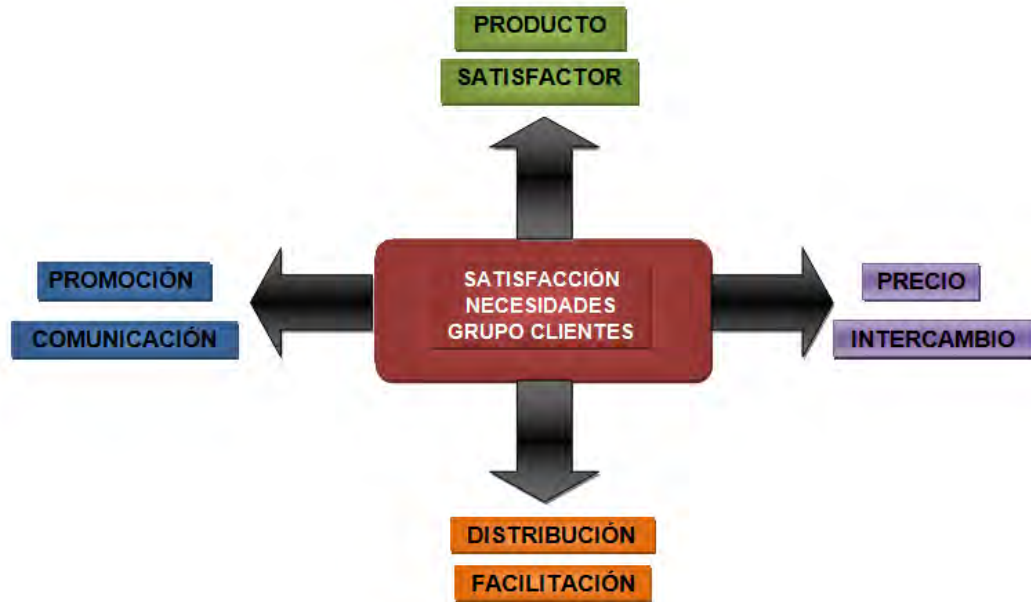 PRODUCTO
SATISFACTOR
PROMOCIÓN
COMUNICACIÓN
SATISFACCIÓN
NECESIDADES
GRUPO CLIENTES
PRECIO
INTERCAMBIO
DISTRIBUCIÓN
FACILITACIÓN